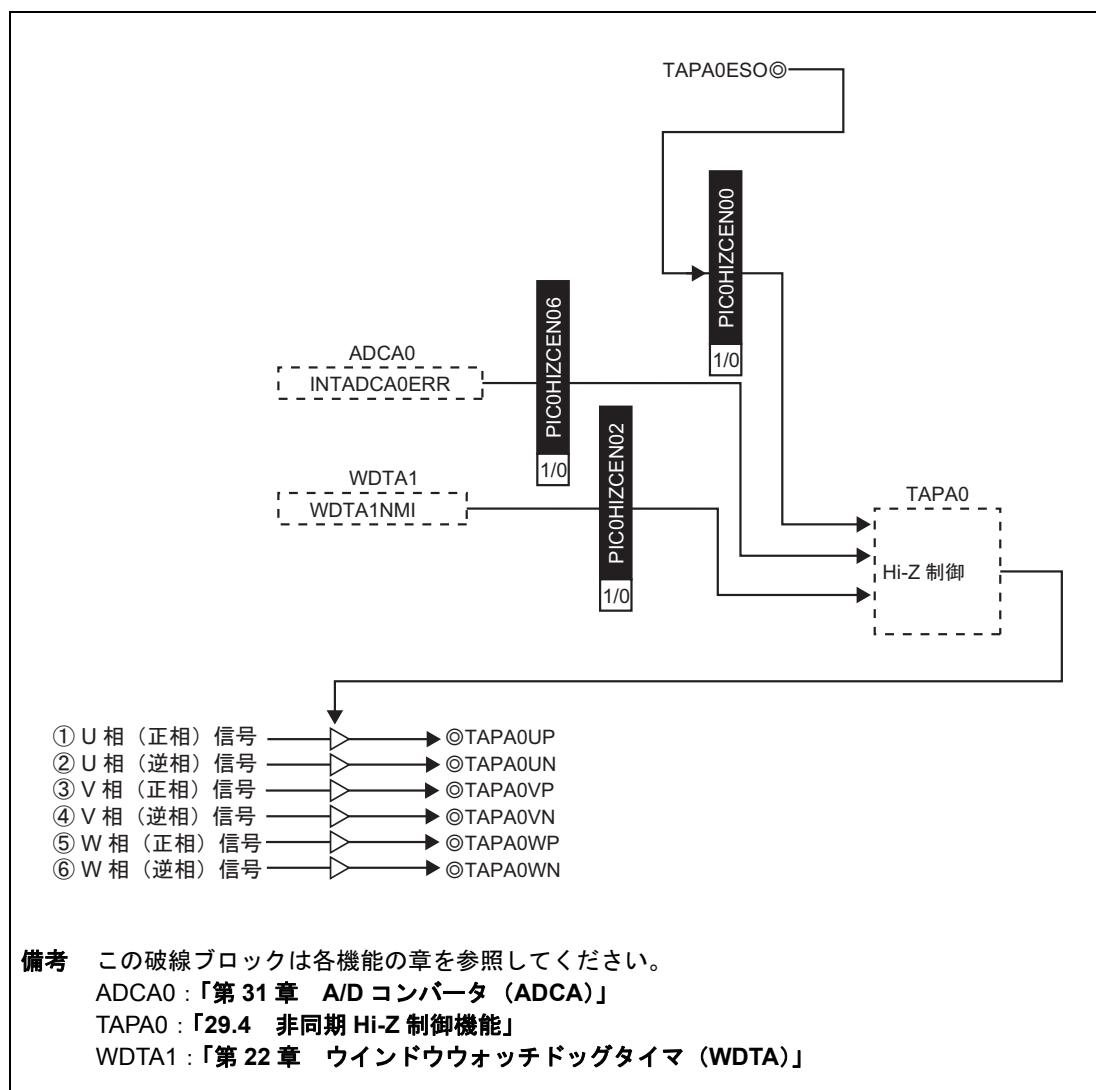 TAPA0ESO◎
PIC0HIZCEN00
1/0
PIC0HIZCEN06
1/0
ADCA0
INTADCA0ERR
PIC0HIZCEN02
1/0
WDTA1
WDTA1NMI
TAPA0
Hi-Z 制御
① U 相（正相）信号 ◎TAPA0UP
② U 相（逆相）信号 ◎TAPA0UN
③ V 相（正相）信号 ◎TAPA0VP
④ V 相（逆相）信号 ◎TAPA0VN
⑤ W 相（正相）信号 ◎TAPA0WP
⑥ W 相（逆相）信号 ◎TAPA0WN
備考 この破線ブロックは各機能の章を参照してください。
ADCA0：「第 31 章 A/D コンバータ（ADCA）」
TAPA0：「29.4 非同期 Hi-Z 制御機能」
WDTA1：「第 22 章 ウインドウウォッチドッグタイマ（WDTA）」